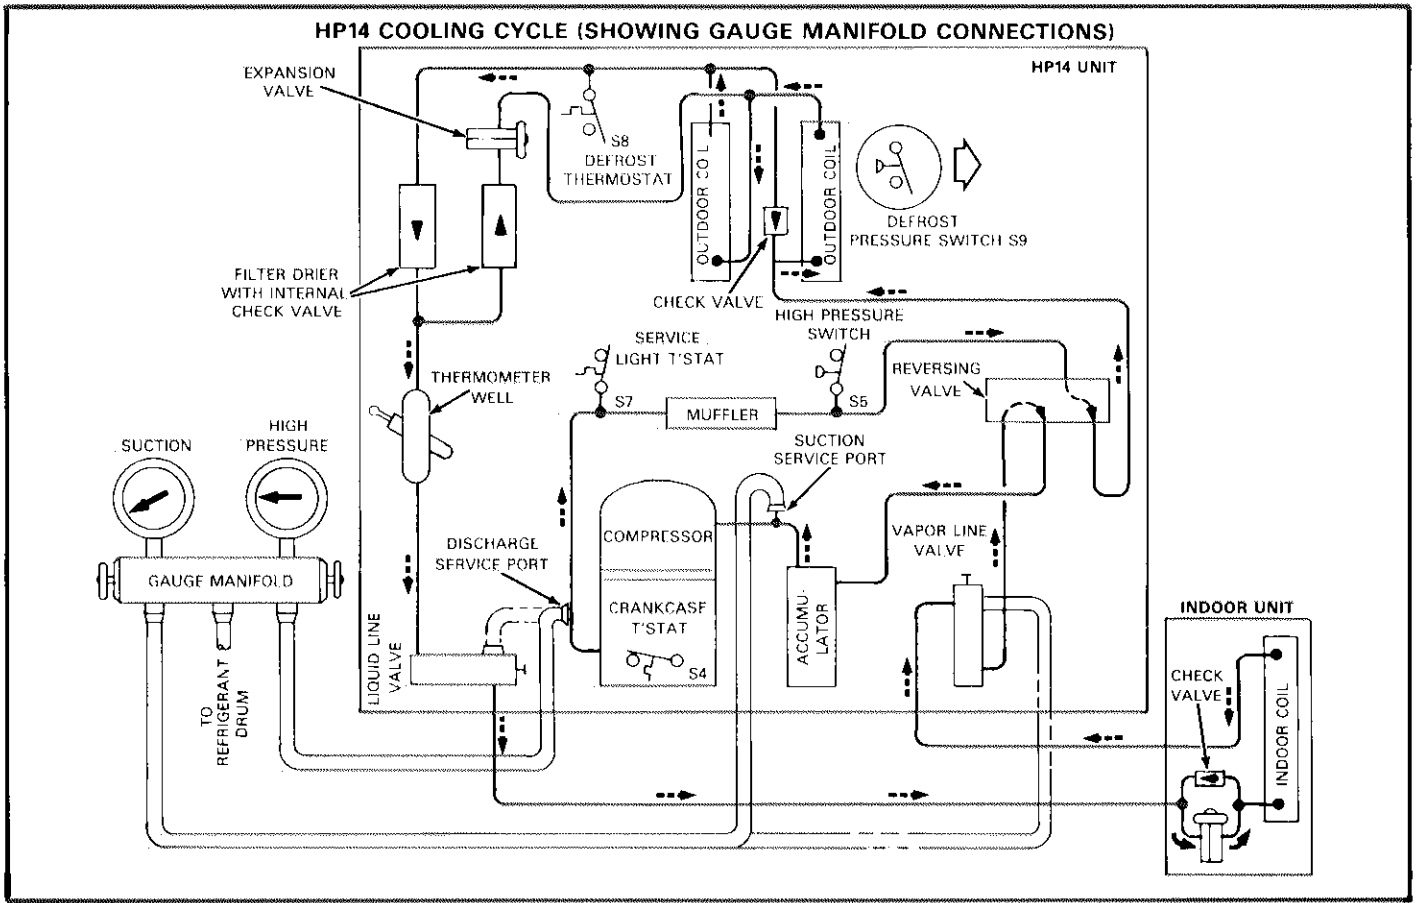 HP14 COOLING CYCLE (SHOWING GAUGE MANIFOLD CONNECTIONS)
HP14 UNIT
EXPANSION
VALVE
S8
DEFROST
THERMOSTAT
OUTDOOR COIL
OUTDOOR COIL
DEFROST
PRESSURE SWITCH S9
FILTER DRIER
WITH INTERNAL
CHECK VALVE
CHECK VALVE
HIGH PRESSURE
SWITCH
SERVICE
LIGHT T'STAT
THERMOMETER
WELL
S7
MUFFLER
S5
REVERSING
VALVE
SUCTION
HIGH
PRESSURE
SUCTION
SERVICE PORT
COMPRESSOR
VAPOR LINE
VALVE
DISCHARGE
SERVICE PORT
GAUGE MANIFOLD
CRANKCASE
T'STAT
S4
ACCUMU-
LATOR
LIQUID LINE
VALVE
TO
REFRIGERANT
DRUM
INDOOR UNIT
CHECK
VALVE
INDOOR COIL